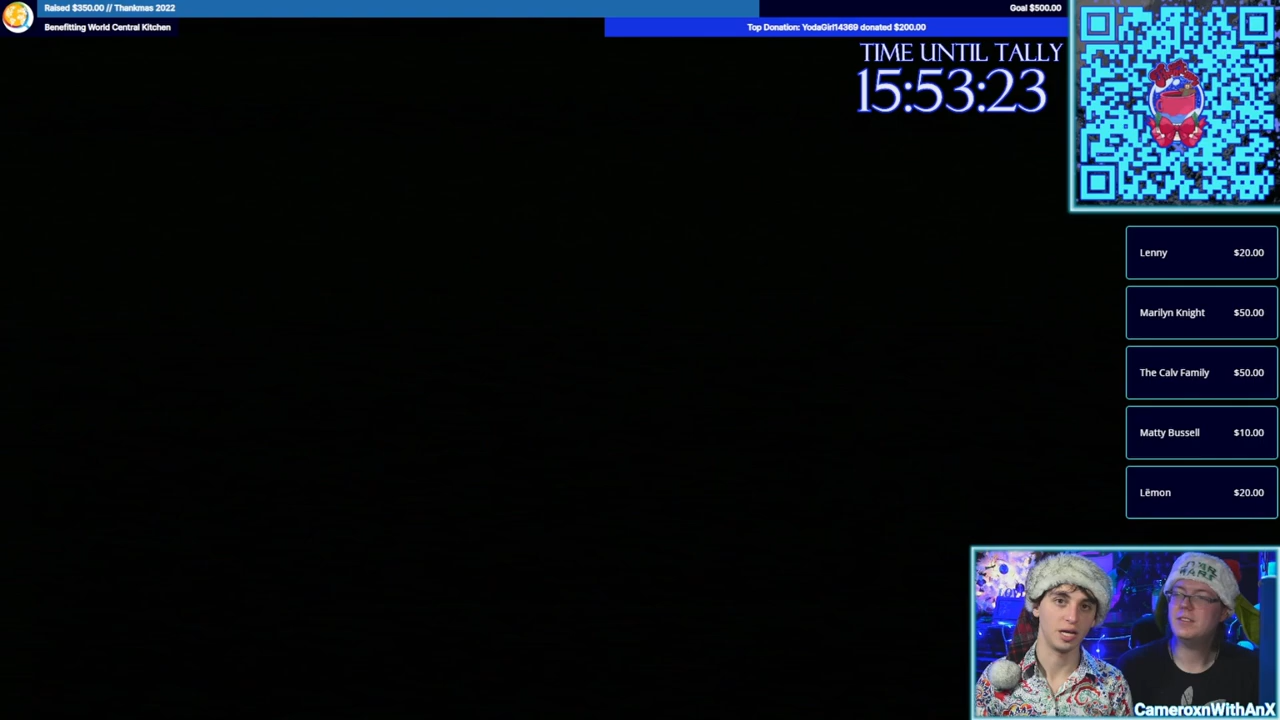 Raised $350.00 // Thankmas 2022
Goal $500.00
Benefitting World Central Kitchen
Top Donation: YodaGirl14369 donated $200.00
TIME UNTIL TALLY
15:53:23
Lenny $20.00
Marilyn Knight $50.00
The Calv Family $50.00
Matty Bussell $10.00
Lēmon $20.00
CameroxnWithAnX